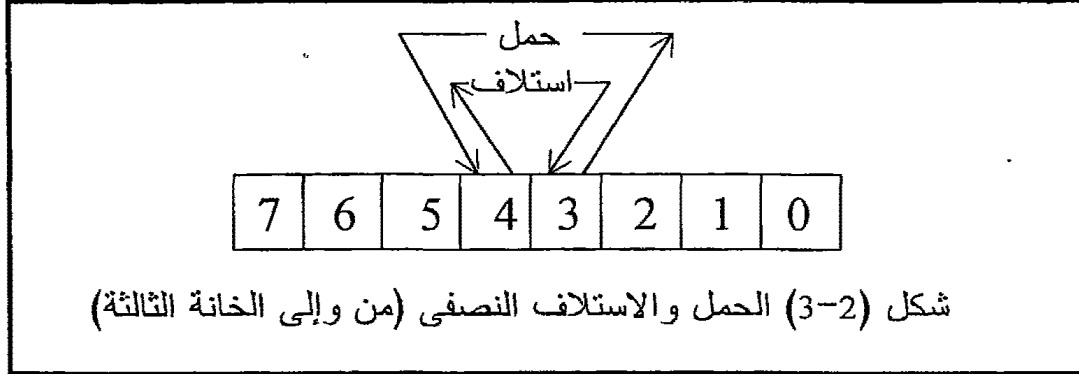 حمل
استلاف
7 6 5 4 3 2 1 0
شكل (2-3) الحمل والاستلاف النصفى (من وإلى الخانة الثالثة)